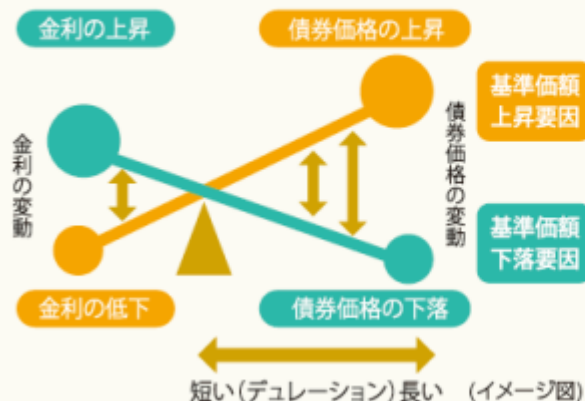 金利の上昇
債券価格の上昇
基準価額
上昇要因
金利の変動
債券価格の変動
基準価額
下落要因
金利の低下
債券価格の下落
短い(デュレーション)長い (イメージ図)